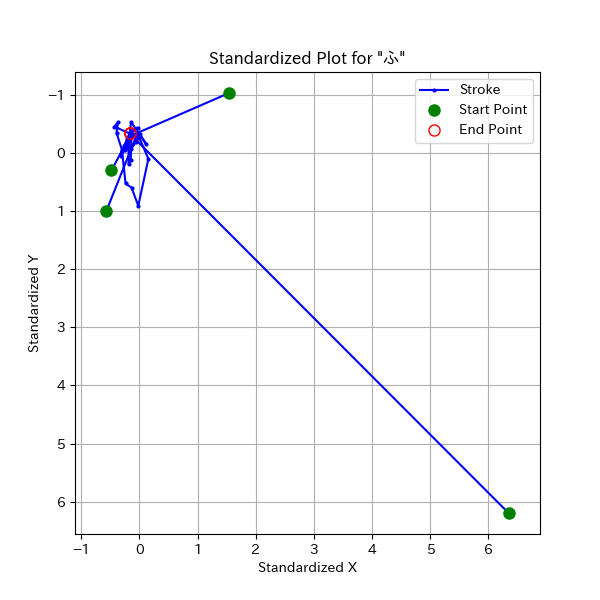 Standardized Plot for "ふ"
Stroke
Start Point
End Point
−1
0
1
2
3
4
5
6
Standardized Y
−1 0 1 2 3 4 5 6
Standardized X